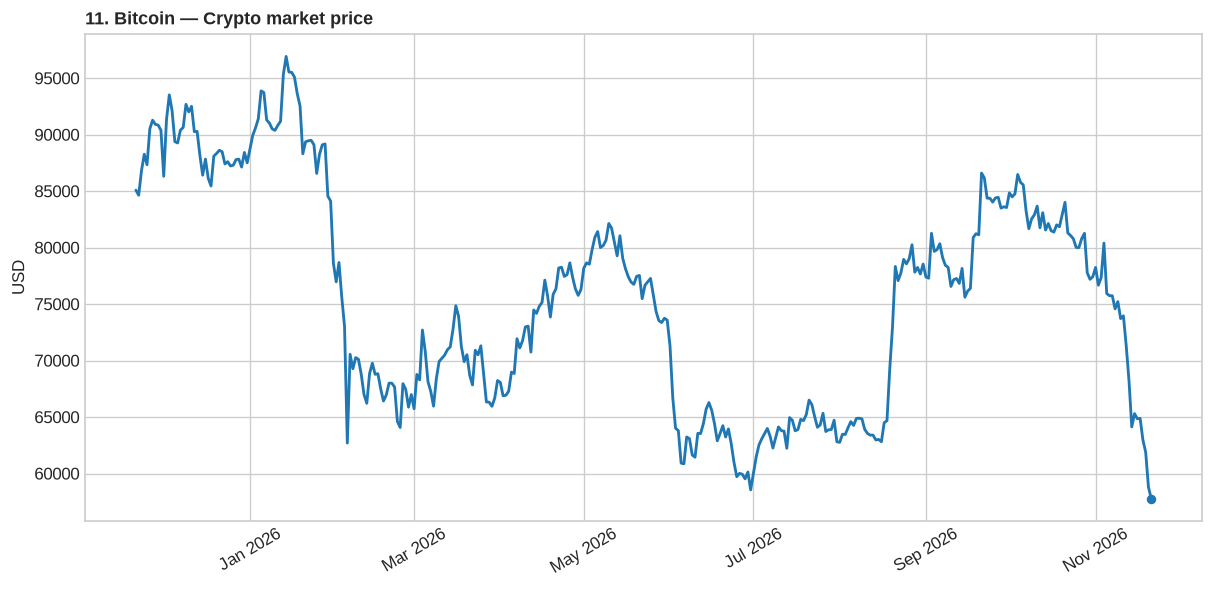 11. Bitcoin — Crypto market price
USD
95000
90000
85000
80000
75000
70000
65000
60000
Jan 2026
Mar 2026
May 2026
Jul 2026
Sep 2026
Nov 2026